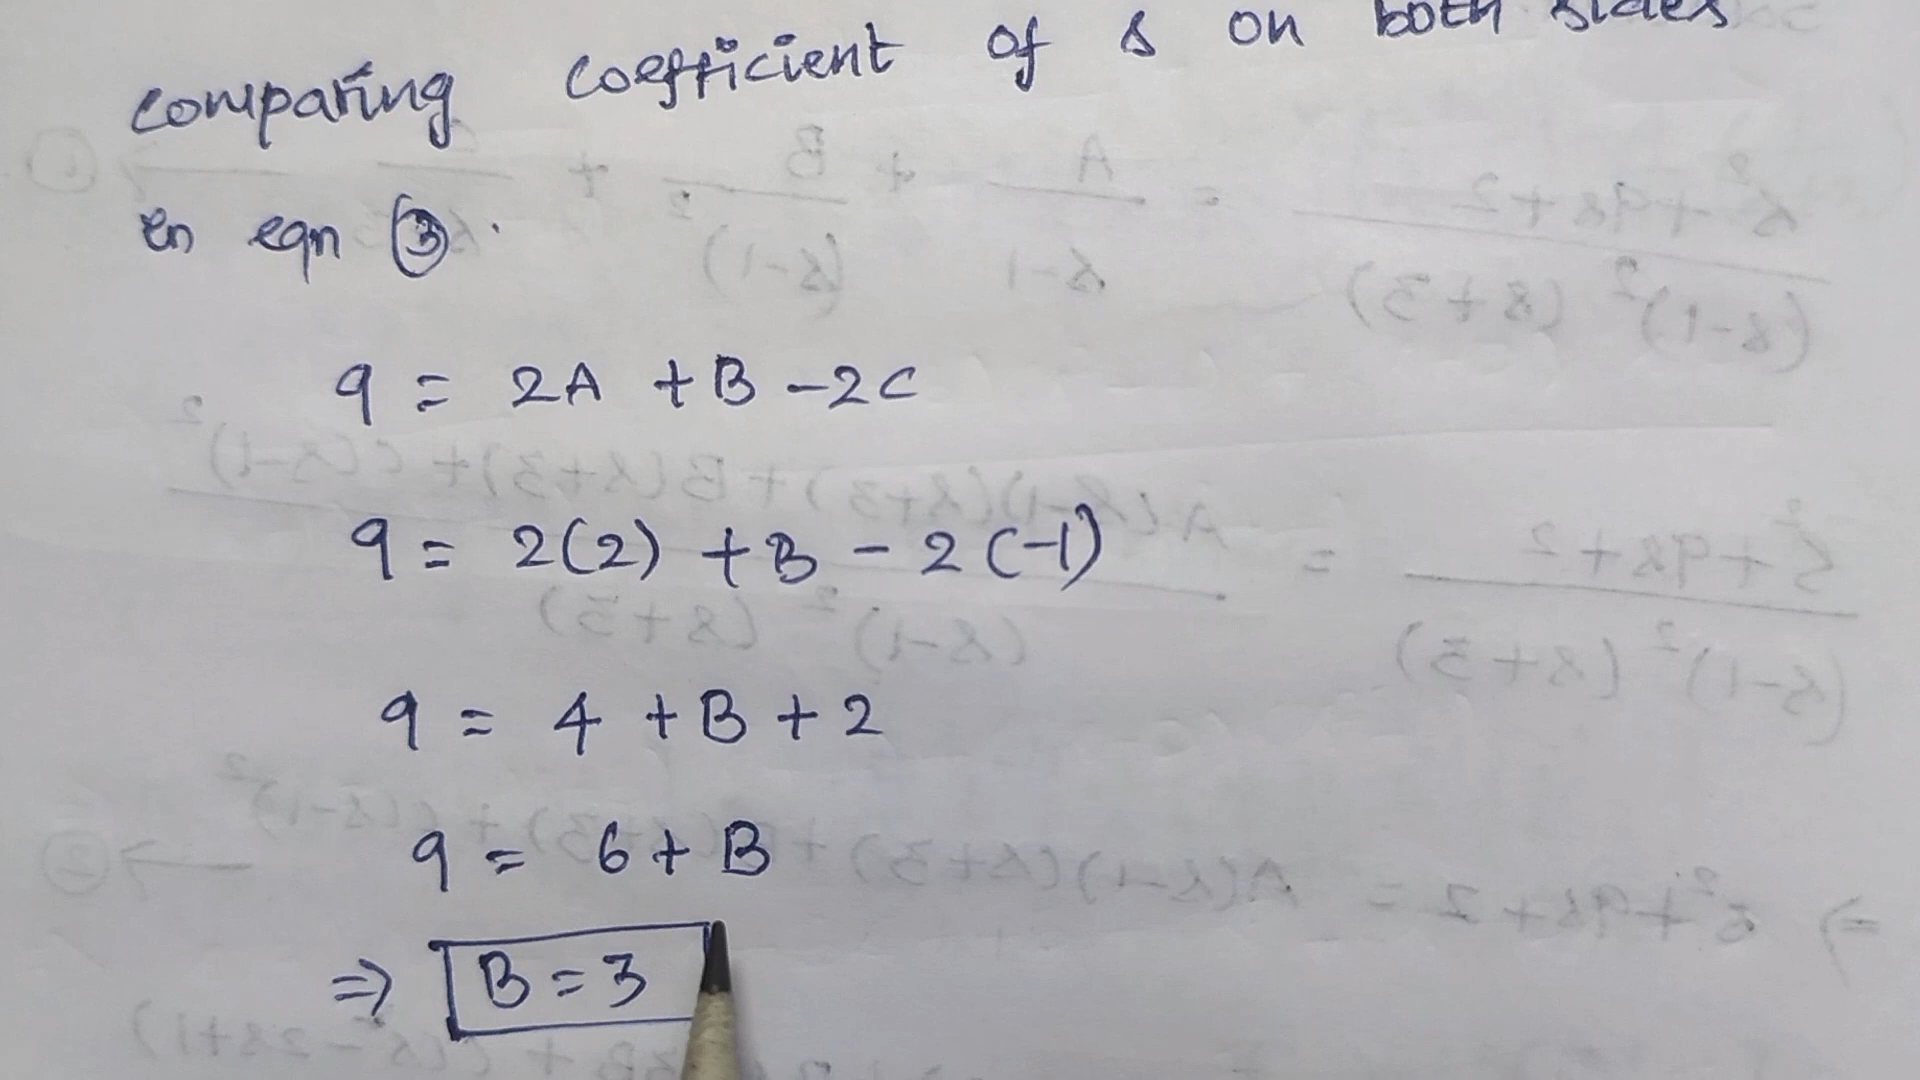 comparing coefficient of s on both sides
in eqn ③.
9 = 2A + B - 2C
9 = 2(2) + B - 2(-1)
9 = 4 + B + 2
9 = 6 + B
⇒ B = 3